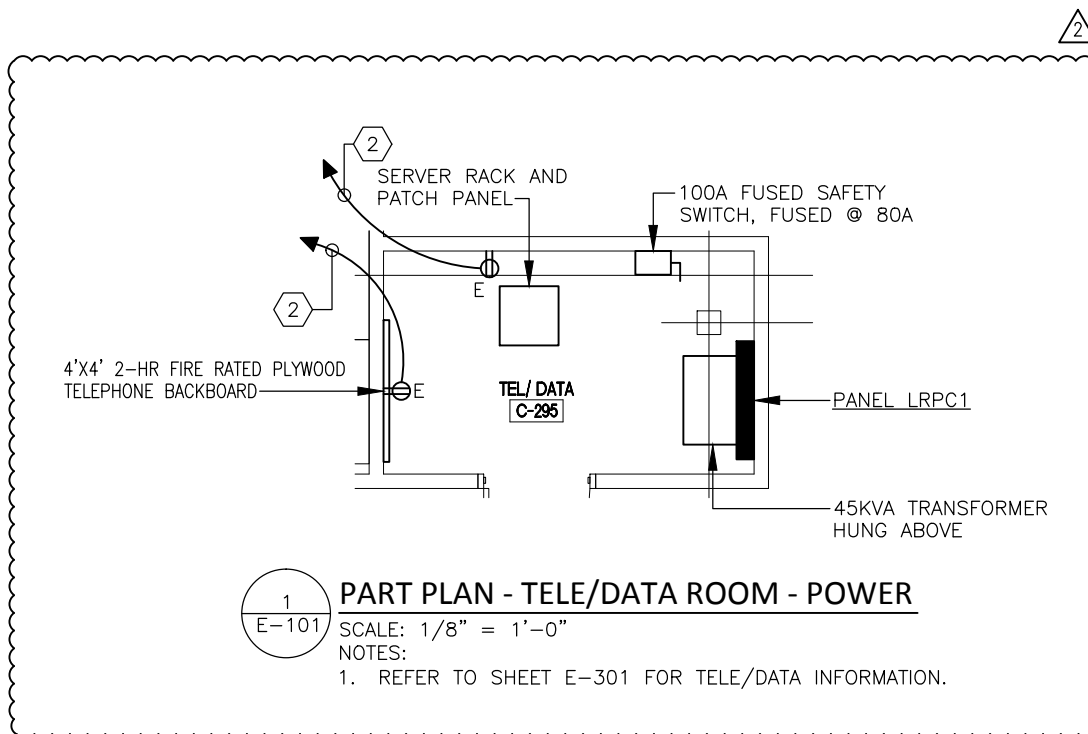 2
2
SERVER RACK AND
PATCH PANEL
100A FUSED SAFETY
SWITCH, FUSED @ 80A
E
2
4'X4' 2-HR FIRE RATED PLYWOOD
TELEPHONE BACKBOARD
E
TEL/ DATA
C-295
PANEL LRPC1
45KVA TRANSFORMER
HUNG ABOVE
1
E-101
PART PLAN - TELE/DATA ROOM - POWER
SCALE: 1/8" = 1'-0"
NOTES:
1. REFER TO SHEET E-301 FOR TELE/DATA INFORMATION.